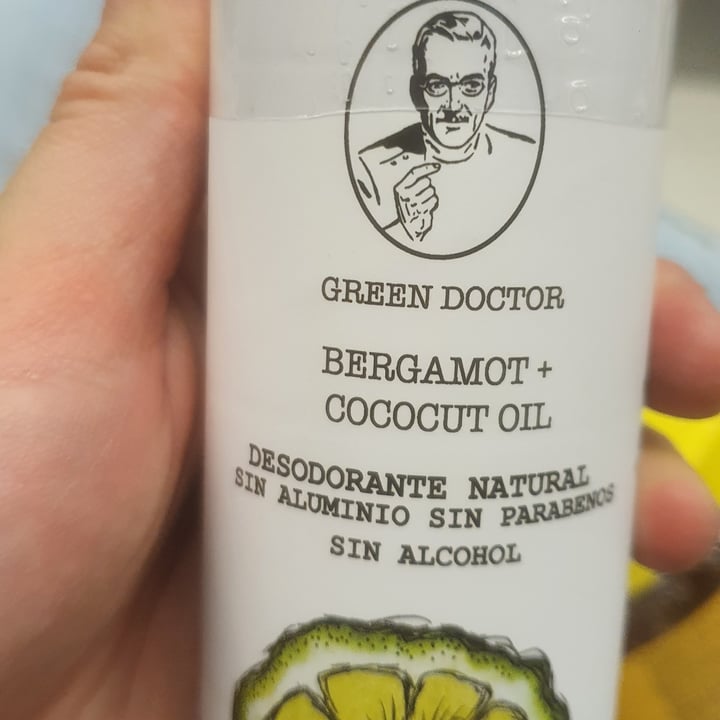 GREEN DOCTOR
BERGAMOT +
COCOCUT OIL
DESODORANTE NATURAL
SIN ALUMINIO SIN PARABENOS
SIN ALCOHOL